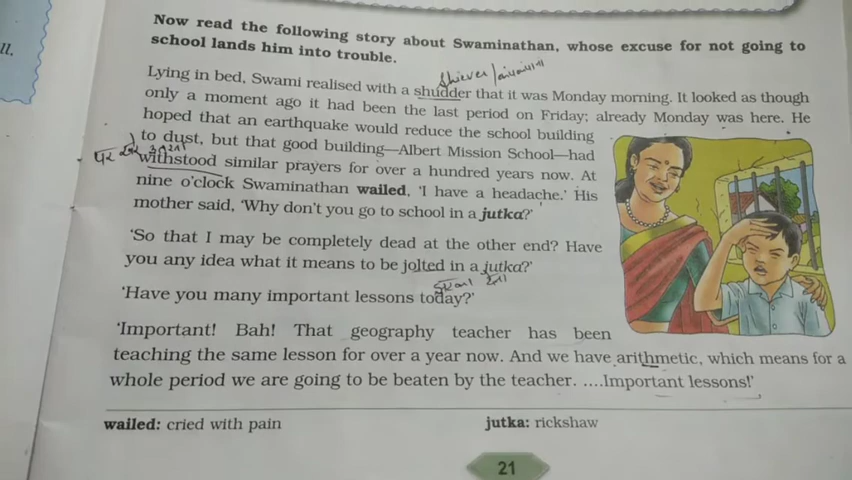 ll,
Now read the following story about Swaminathan, whose excuse for not going to
school lands him into trouble.
Lying in bed, Swami realised with a shudder that it was Monday morning. It looked as though
only a moment ago it had been the last period on Friday; already Monday was here. He
hoped that an earthquake would reduce the school building
to dust, but that good building—Albert Mission School—had
withstood similar prayers for over a hundred years now. At
nine o'clock Swaminathan wailed, 'I have a headache.' His
mother said, 'Why don't you go to school in a jutka?'
'So that I may be completely dead at the other end? Have
you any idea what it means to be jolted in a jutka?'
'Have you many important lessons today?'
'Important! Bah! That geography teacher has been
teaching the same lesson for over a year now. And we have arithmetic, which means for a
whole period we are going to be beaten by the teacher. ....Important lessons!'
wailed: cried with pain
jutka: rickshaw
21